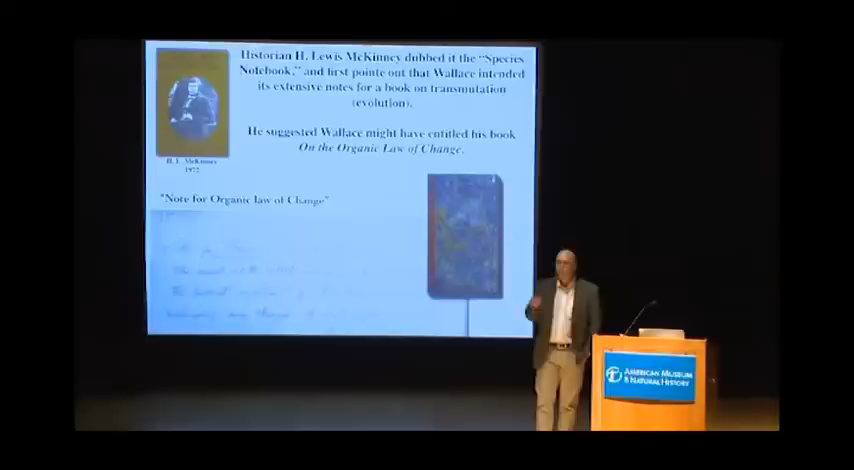 Historian H. Lewis McKinney dubbed it the “Species
Notebook,” and first pointe out that Wallace intended
its extensive notes for a book on transmutation
(evolution).
He suggested Wallace might have entitled his book
On the Organic Law of Change.
H. L. McKinney
1972
"Note for Organic law of Change"
AMERICAN MUSEUM
NATURAL HISTORY